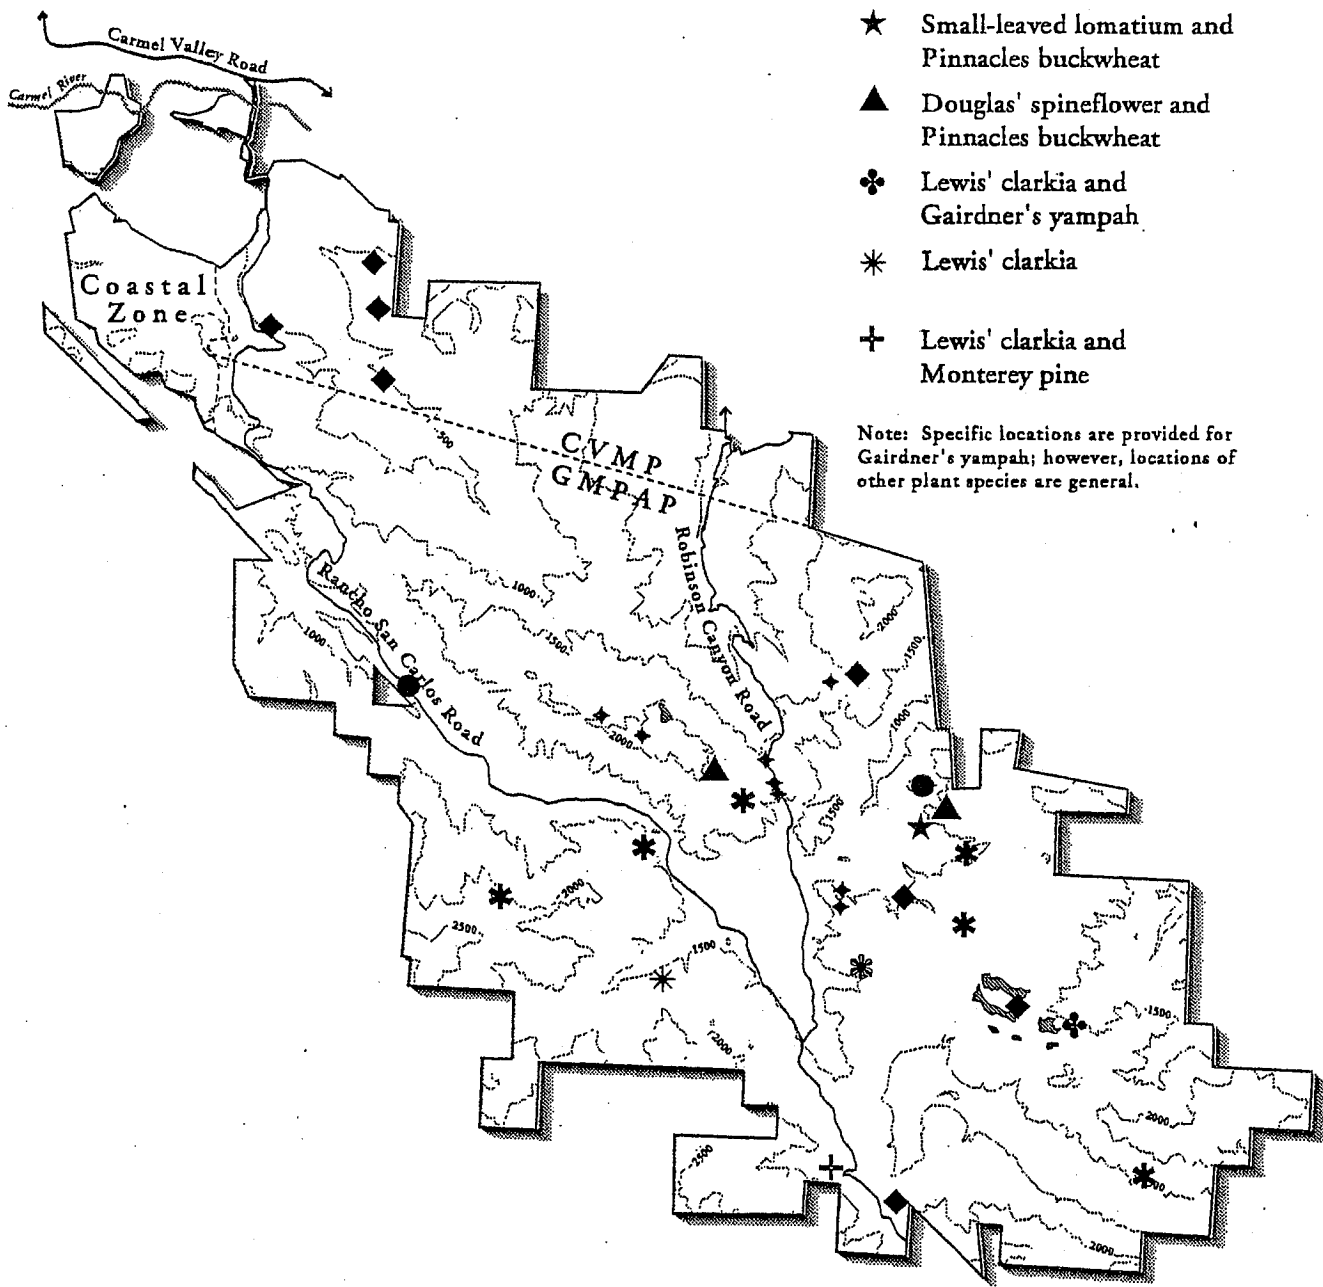 Carmel Valley Road
Carmel River
Small-leaved lomatium and
Pinnacles buckwheat
Douglas' spineflower and
Pinnacles buckwheat
Lewis' clarkia and
Gairdner's yampah
Lewis' clarkia
Lewis' clarkia and
Monterey pine
Note: Specific locations are provided for
Gairdner's yampah; however, locations of
other plant species are general.
Coastal
Zone
500
CVMP
GMPAP
Robinson Canyon Road
Rancho San Carlos Road
1000
1000
1500
2000
1500
1000
2000
1500
2000
2500
1500
2000
1500
2000
2500
2000